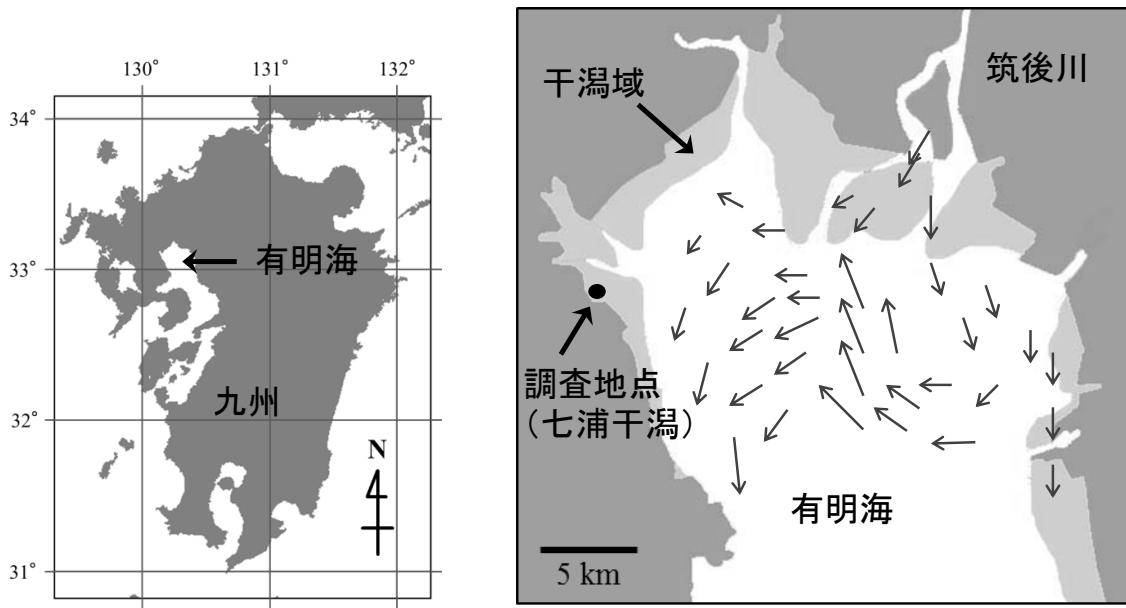 130°
131°
132°
34°
33°
32°
31°
有明海
九州
N
干潟域
筑後川
調査地点
（七浦干潟）
有明海
5 km